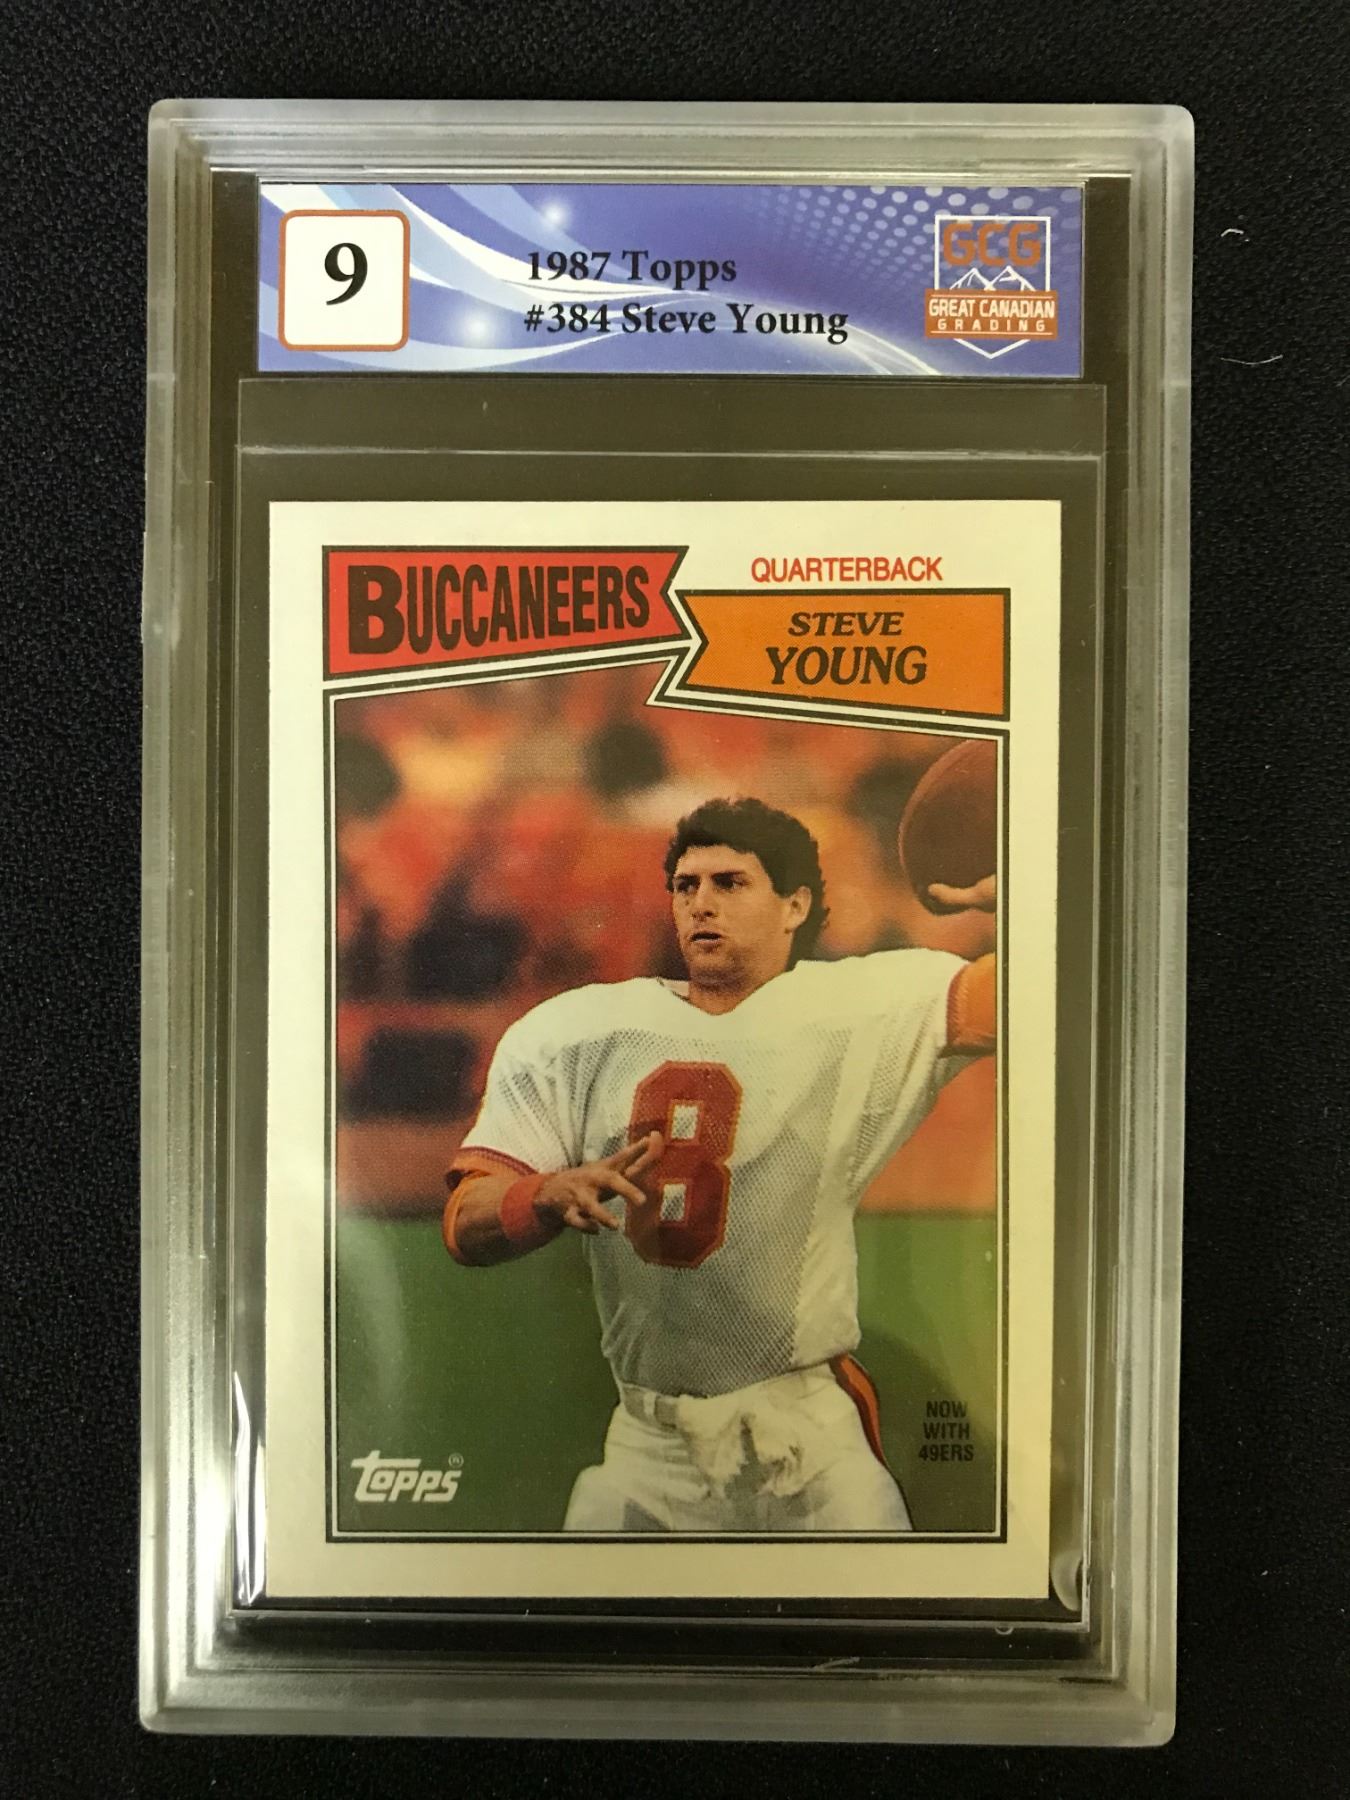 9
1987 Topps
#384 Steve Young
GCG
GREAT CANADIAN
GRADING
BUCCANEERS
QUARTERBACK
STEVE
YOUNG
8
NOW
WITH
49ERS
topps®